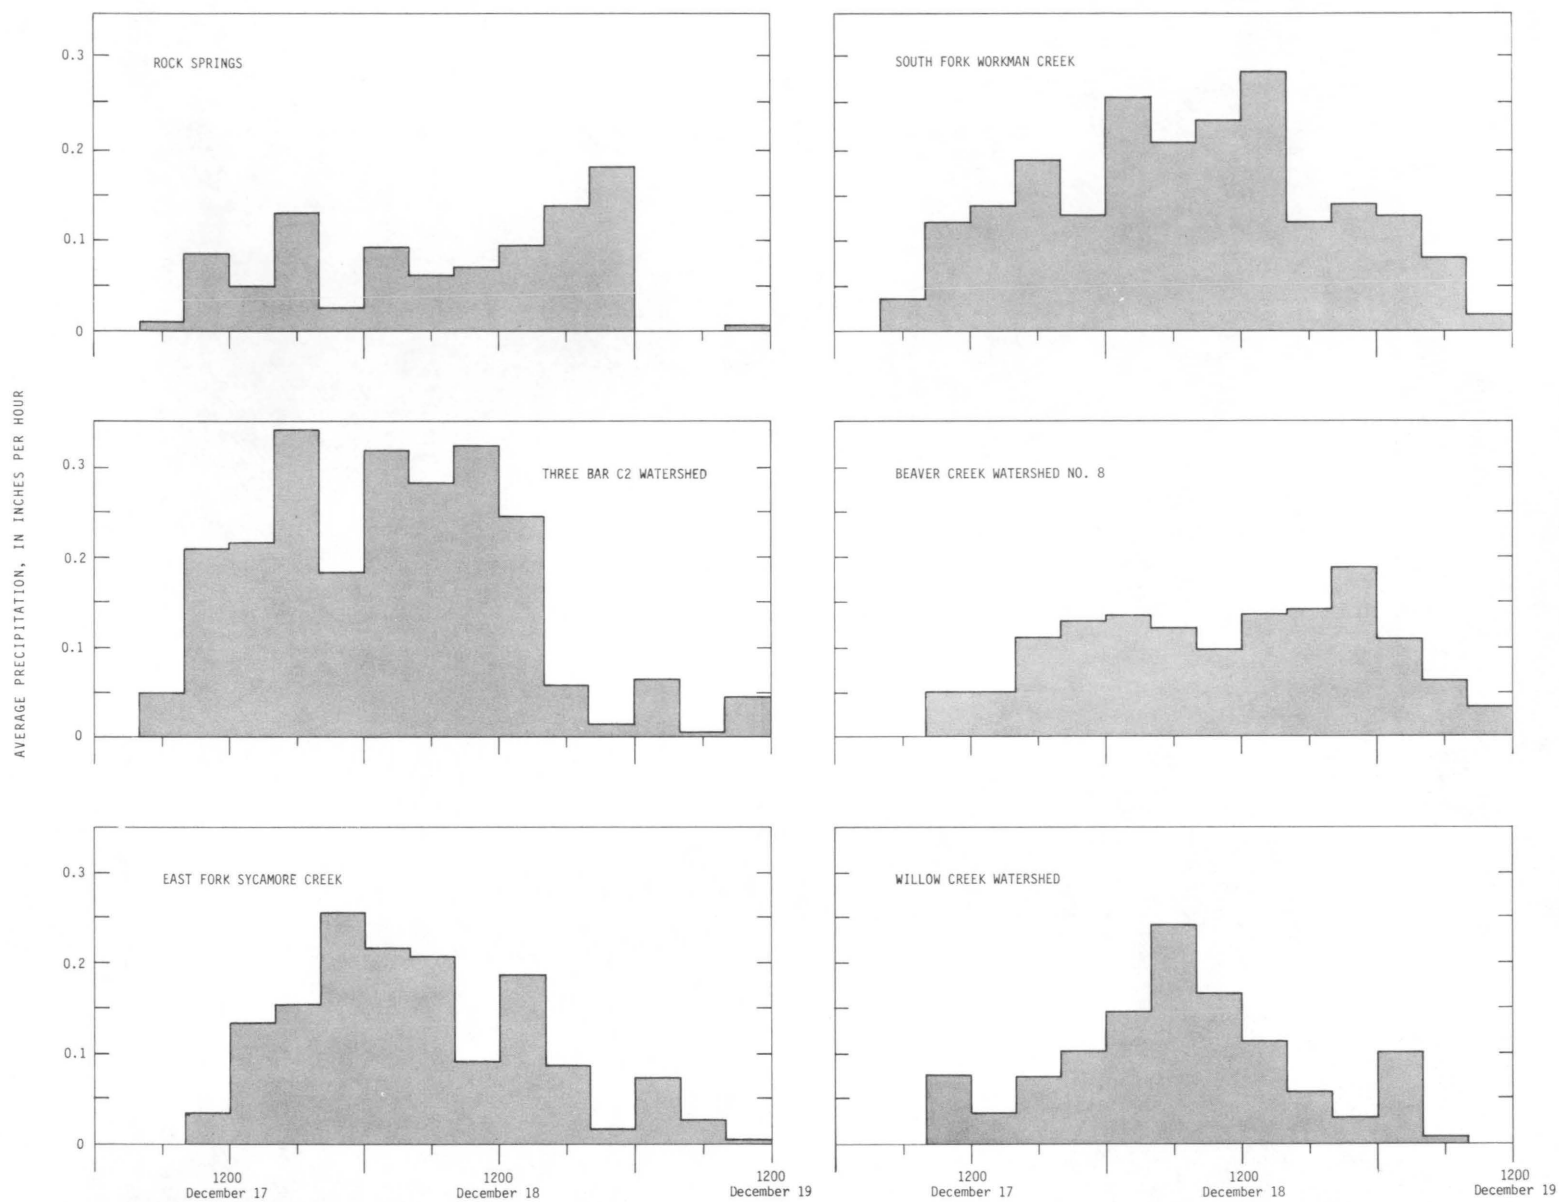 AVERAGE PRECIPITATION, IN INCHES PER HOUR
ROCK SPRINGS
0.3
0.2
0.1
0
SOUTH FORK WORKMAN CREEK
THREE BAR C2 WATERSHED
0.3
0.2
0.1
0
BEAVER CREEK WATERSHED NO. 8
EAST FORK SYCAMORE CREEK
0.3
0.2
0.1
0
1200
December 17
1200
December 18
1200
December 19
WILLOW CREEK WATERSHED
1200
December 17
1200
December 18
1200
December 19